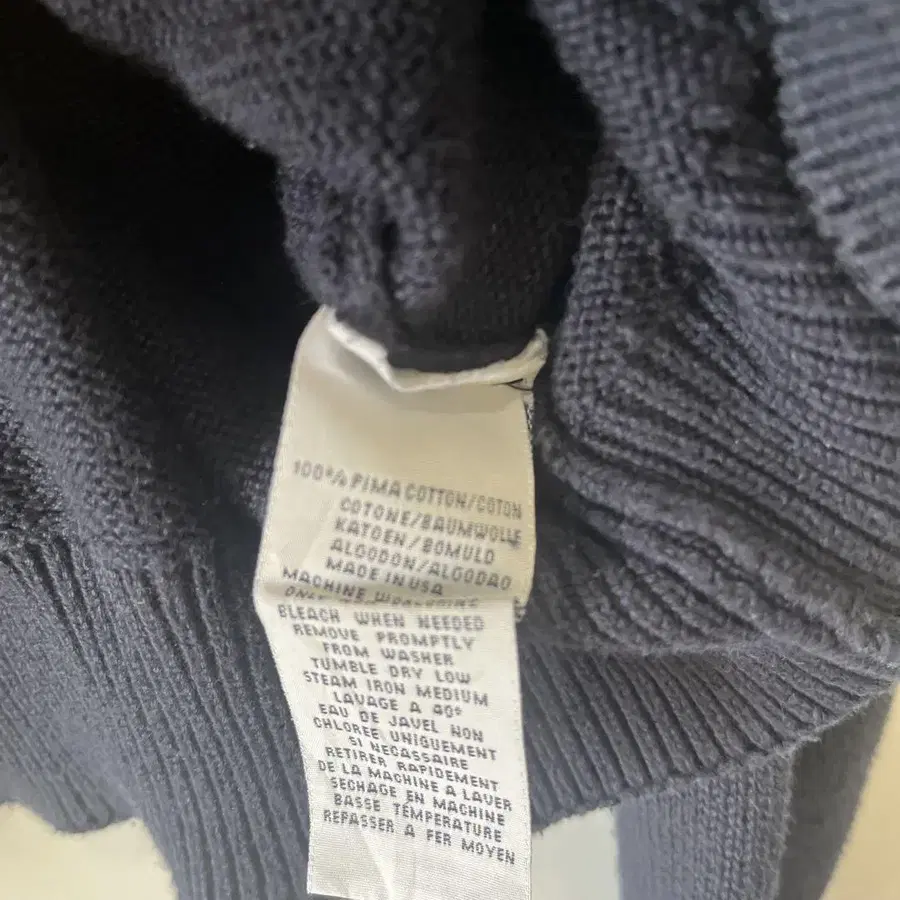 100% PIMA COTTON/COTON
COTONE/BAUMWOLLE
KATOEN/BOMULD
ALGODON/ALGODAO
MADE IN USA
MACHINE
BLEACH WHEN NEEDED
REMOVE PROMPTLY
FROM WASHER
TUMBLE DRY LOW
STEAM IRON MEDIUM
LAVAGE A 40°
EAU DE JAVEL NON
CHLOREE UNIQUEMENT
SI NECASSAIRE
RETIRER RAPIDEMENT
DE LA MACHINE A LAVER
SECHAGE EN MACHINE
BASSE TEMPERATURE
REPASSER A FER MOYEN